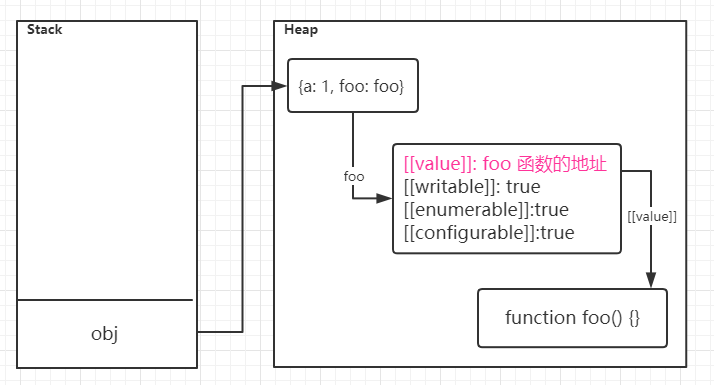 Stack
Heap
{a: 1, foo: foo}
foo
[[value]]: foo 函数的地址
[[writable]]: true
[[enumerable]]:true
[[configurable]]:true
[[value]]
function foo() {}
obj